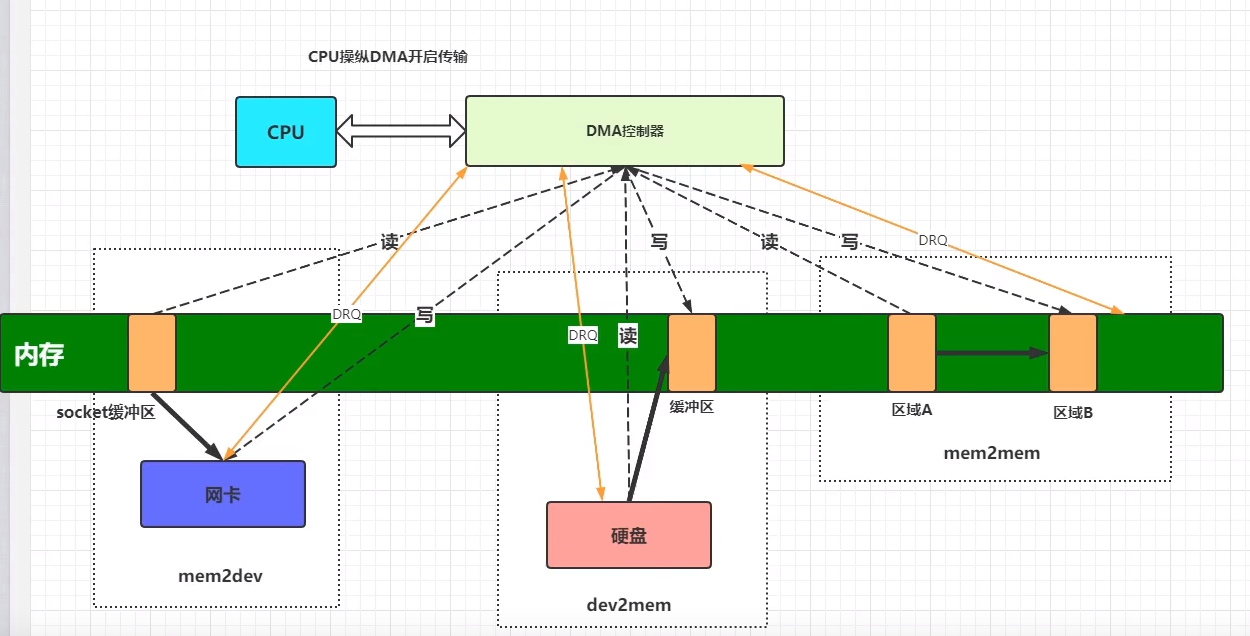 CPU操纵DMA开启传输
CPU
DMA控制器
读
写
读
写
DRQ
DRQ
写
DRQ
读
内存
socket缓冲区
缓冲区
区域A
区域B
mem2mem
网卡
硬盘
mem2dev
dev2mem